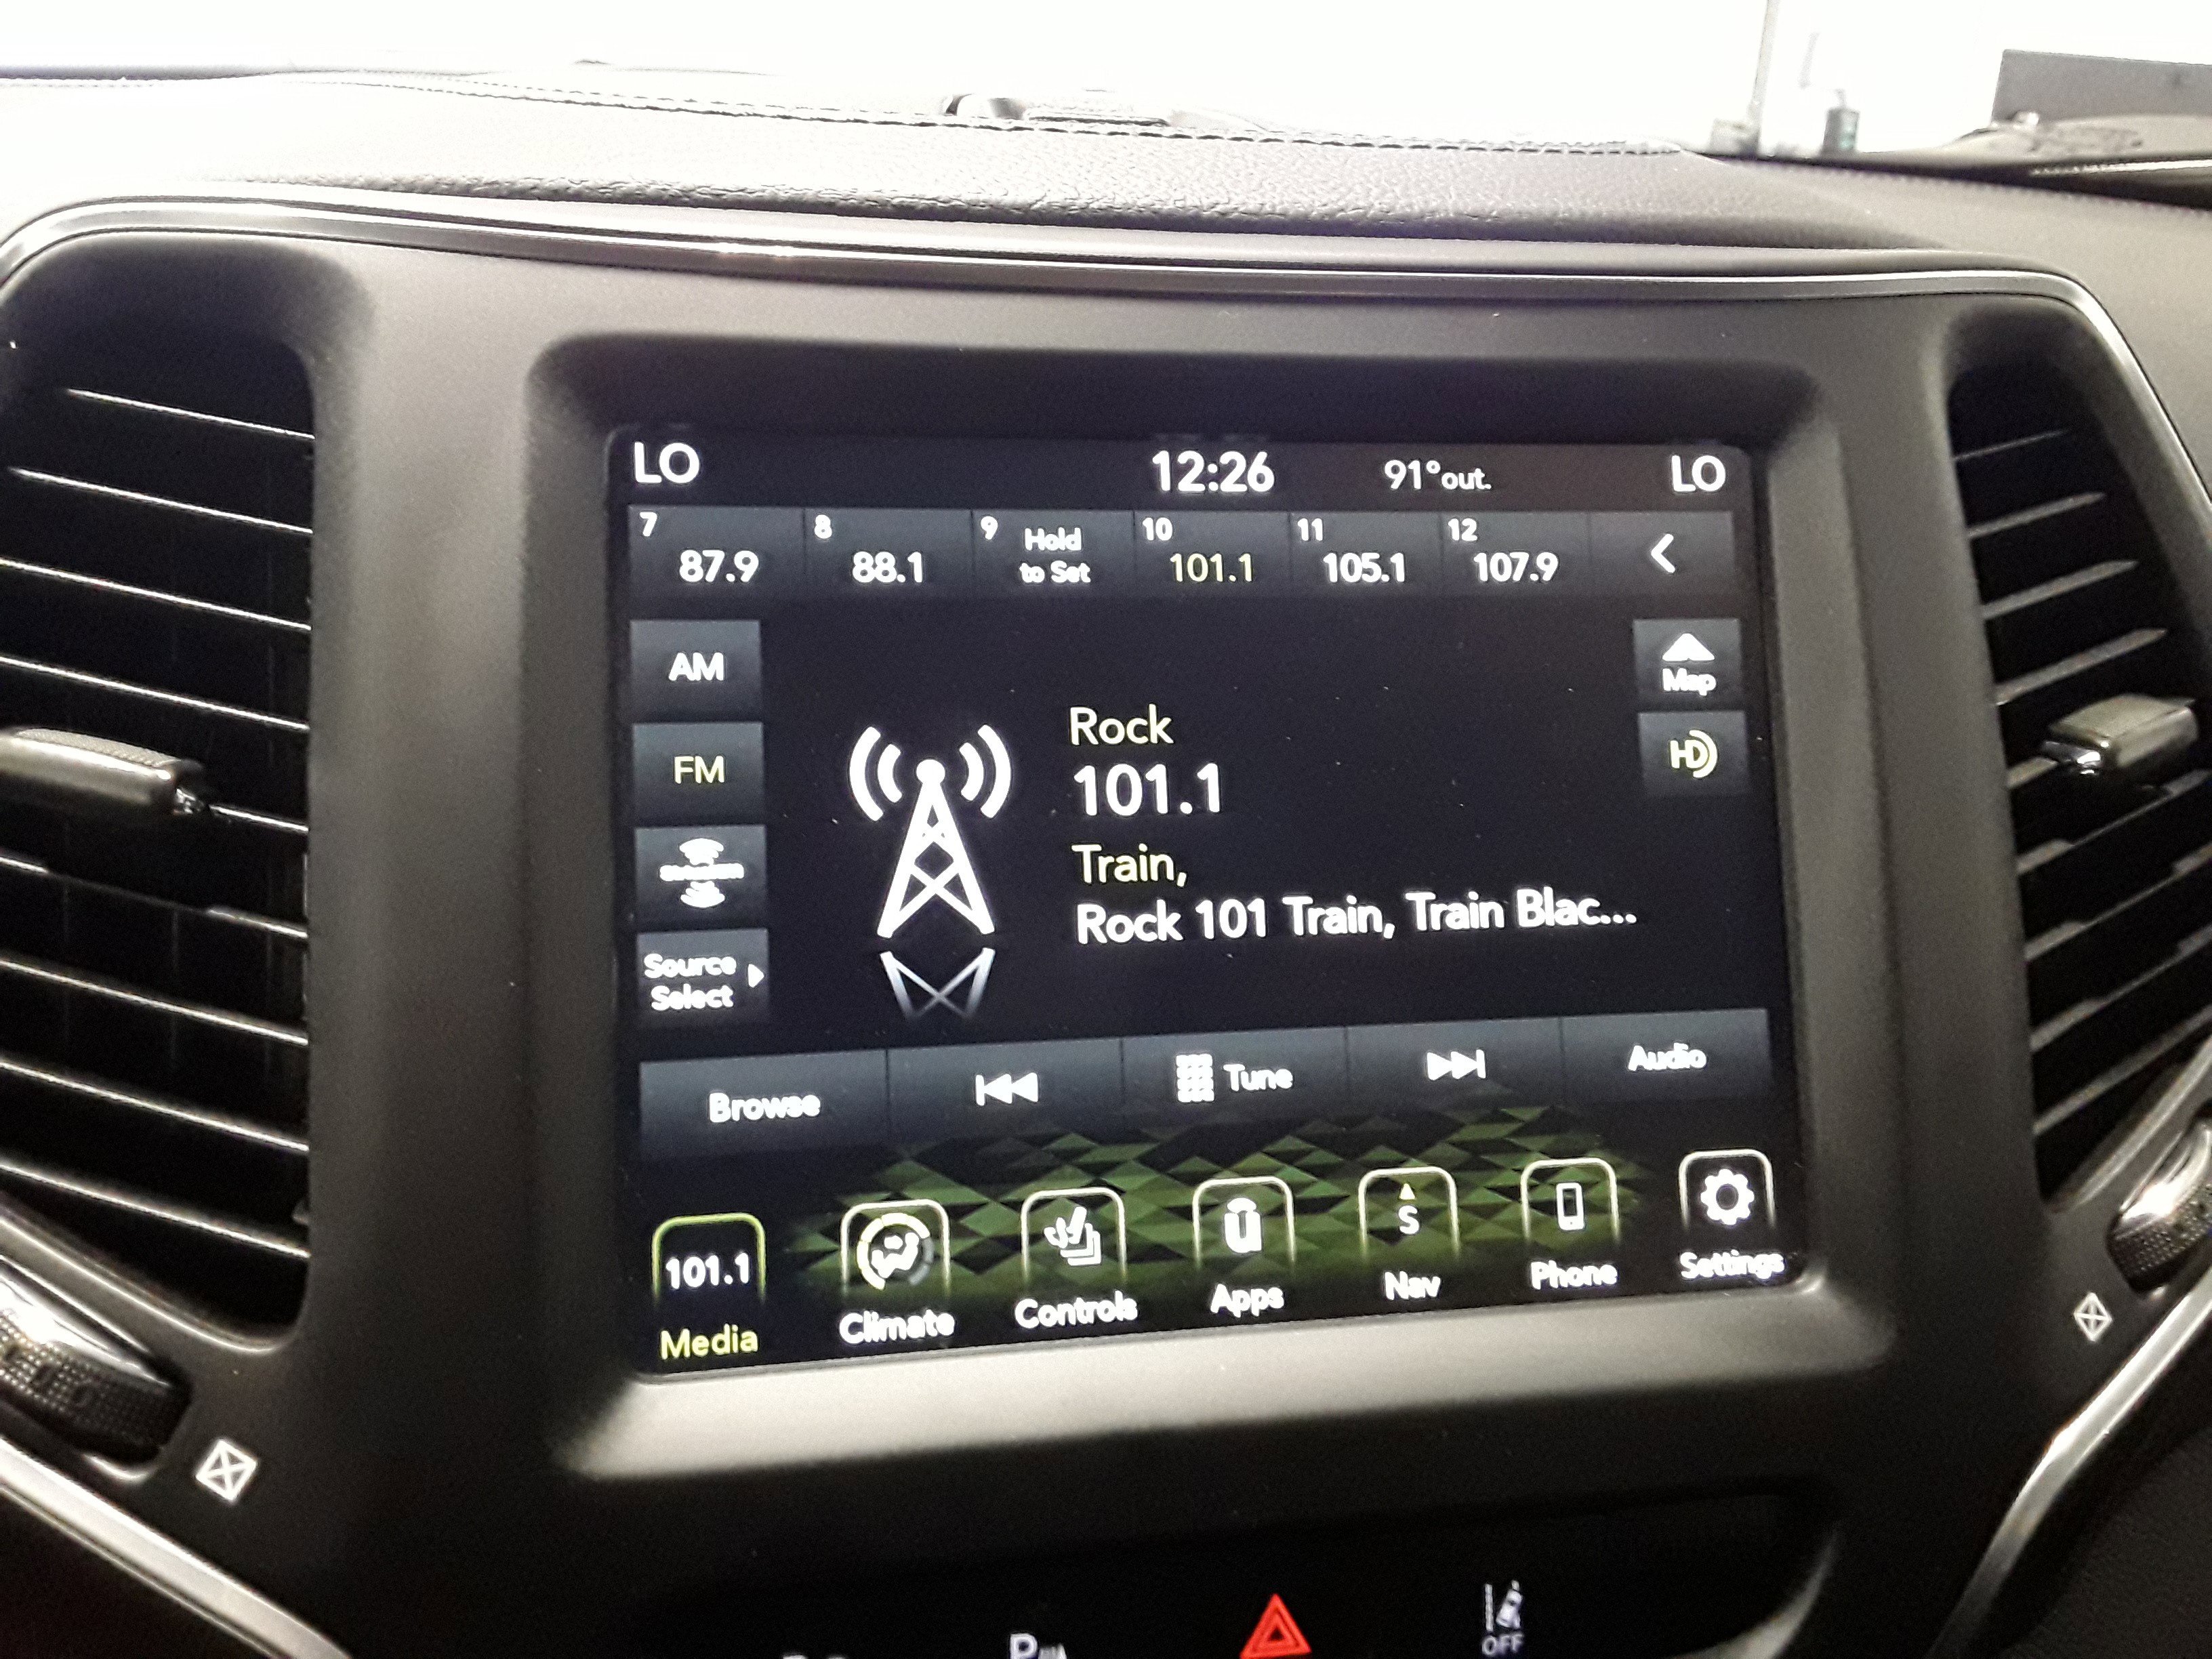 LO 12:26 91°out. LO
7 8 9 Hold 10 11 12
87.9 88.1 to Set 101.1 105.1 107.9
AM
Map
FM
HD
Rock
101.1
Train,
Rock 101 Train, Train Blac...
Source
Select
Browse Tune Audio
101.1 S
Media Climate Controls Apps Nav Phone Settings
P OFF